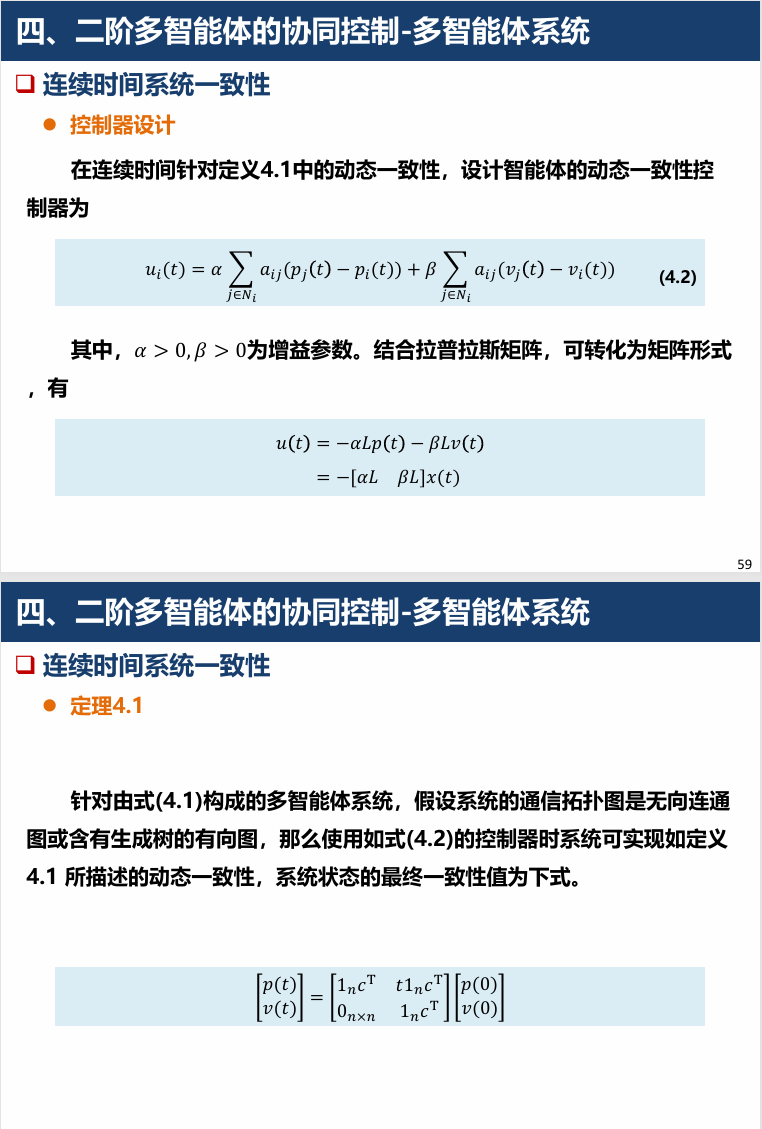 四、二阶多智能体的协同控制-多智能体系统
连续时间系统一致性
控制器设计
在连续时间针对定义4.1中的动态一致性，设计智能体的动态一致性控
制器为
u_i(t) = α ∑_{j∈N_i} a_{ij}(p_j(t) − p_i(t)) + β ∑_{j∈N_i} a_{ij}(v_j(t) − v_i(t)) (4.2)
其中，α > 0, β > 0为增益参数。结合拉普拉斯矩阵，可转化为矩阵形式
，有
u(t) = −αLp(t) − βLv(t)
= −[αL βL]x(t)
59
四、二阶多智能体的协同控制-多智能体系统
连续时间系统一致性
定理4.1
针对由式(4.1)构成的多智能体系统，假设系统的通信拓扑图是无向连通
图或含有生成树的有向图，那么使用如式(4.2)的控制器时系统可实现如定义
4.1 所描述的动态一致性，系统状态的最终一致性值为下式。
[p(t); v(t)] = [1_n c^T t1_n c^T; 0_{n×n} 1_n c^T] [p(0); v(0)]